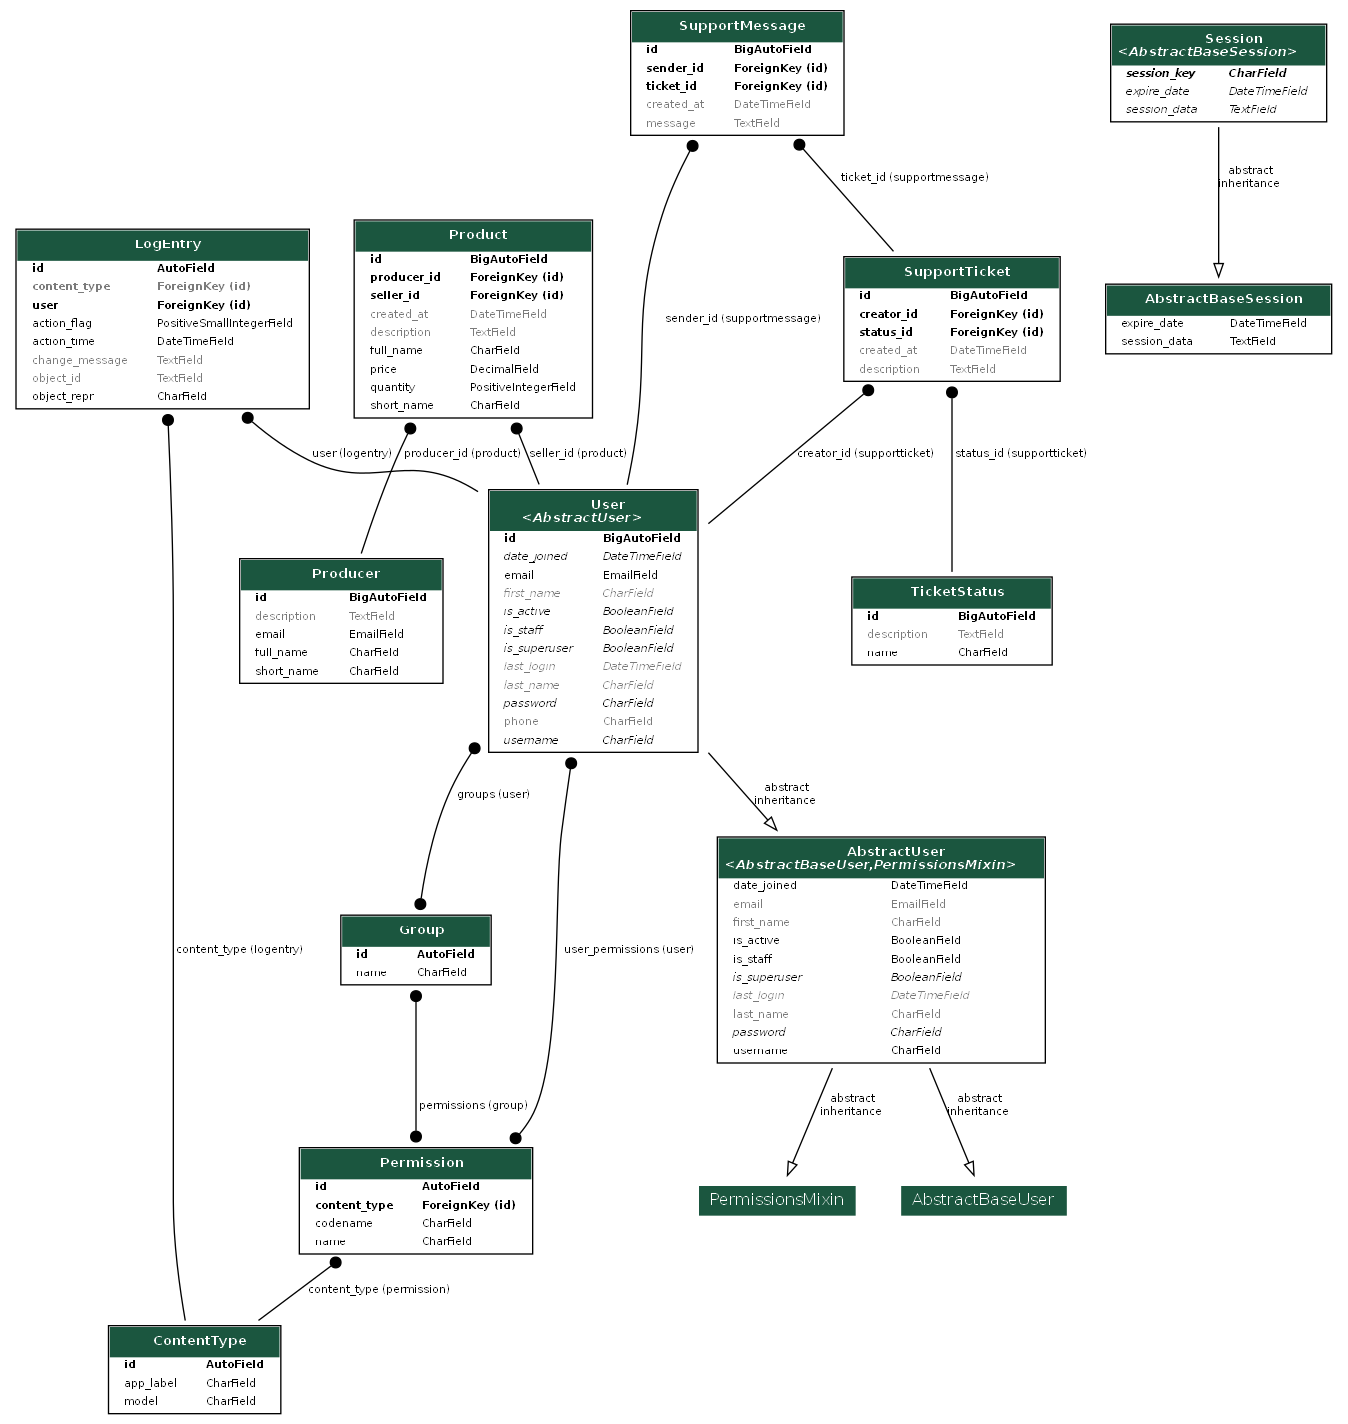 SupportMessage
id BigAutoField
sender_id ForeignKey (id)
ticket_id ForeignKey (id)
created_at DateTimeField
message TextField
Session
<AbstractBaseSession>
session_key CharField
expire_date DateTimeField
session_data TextField
ticket_id (supportmessage)
abstract
inheritance
LogEntry
id AutoField
content_type ForeignKey (id)
user ForeignKey (id)
action_flag PositiveSmallIntegerField
action_time DateTimeField
change_message TextField
object_id TextField
object_repr CharField
Product
id BigAutoField
producer_id ForeignKey (id)
seller_id ForeignKey (id)
created_at DateTimeField
description TextField
full_name CharField
price DecimalField
quantity PositiveIntegerField
short_name CharField
sender_id (supportmessage)
SupportTicket
id BigAutoField
creator_id ForeignKey (id)
status_id ForeignKey (id)
created_at DateTimeField
description TextField
AbstractBaseSession
expire_date DateTimeField
session_data TextField
user (logentry)
producer_id (product)
seller_id (product)
creator_id (supportticket)
status_id (supportticket)
User
<AbstractUser>
id BigAutoField
date_joined DateTimeField
email EmailField
first_name CharField
is_active BooleanField
is_staff BooleanField
is_superuser BooleanField
last_login DateTimeField
last_name CharField
password CharField
phone CharField
username CharField
Producer
id BigAutoField
description TextField
email EmailField
full_name CharField
short_name CharField
TicketStatus
id BigAutoField
description TextField
name CharField
groups (user)
abstract
inheritance
AbstractUser
<AbstractBaseUser,PermissionsMixin>
date_joined DateTimeField
email EmailField
first_name CharField
is_active BooleanField
is_staff BooleanField
is_superuser BooleanField
last_login DateTimeField
last_name CharField
password CharField
username CharField
Group
id AutoField
name CharField
content_type (logentry)
user_permissions (user)
permissions (group)
abstract
inheritance
abstract
inheritance
Permission
id AutoField
content_type ForeignKey (id)
codename CharField
name CharField
PermissionsMixin
AbstractBaseUser
content_type (permission)
ContentType
id AutoField
app_label CharField
model CharField